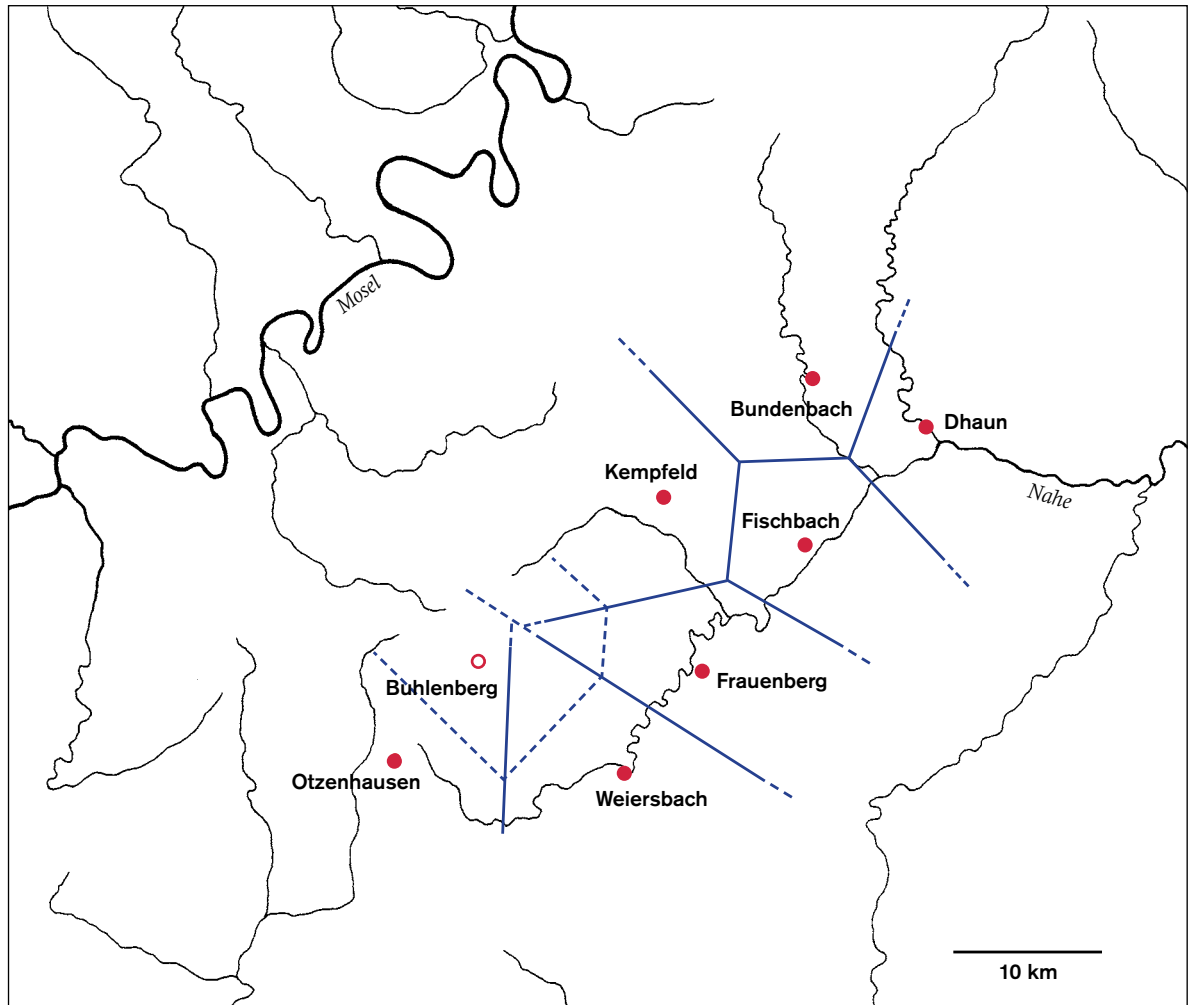 Mosel
Bundenbach
Dhaun
Kempfeld
Nahe
Fischbach
Buhlenberg
Frauenberg
Otzenhausen
Weiersbach
10 km